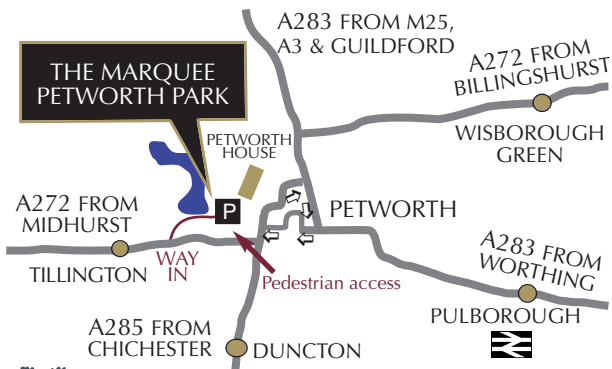 A283 FROM M25,
A3 & GUILDFORD
A272 FROM
BILLINGSHURST
THE MARQUEE
PETWORTH PARK
WISBOROUGH
GREEN
PETWORTH
HOUSE
P
PETWORTH
A272 FROM
MIDHURST
TILLINGTON
WAY
IN
Pedestrian access
A283 FROM
WORTHING
PULBOROUGH
A285 FROM
CHICHESTER
DUNCTON